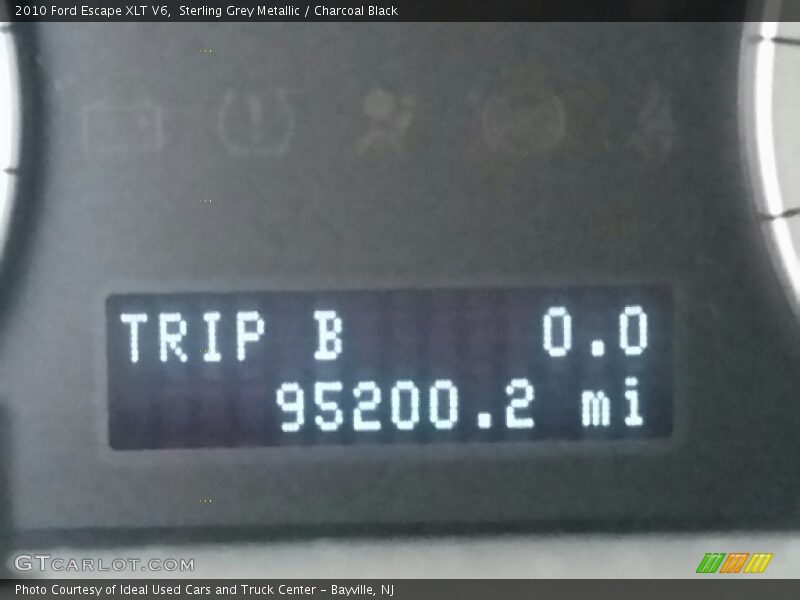 2010 Ford Escape XLT V6, Sterling Grey Metallic / Charcoal Black
TRIP B 0.0
95200.2 mi
GTCARLOT.COM
Photo Courtesy of Ideal Used Cars and Truck Center - Bayville, NJ